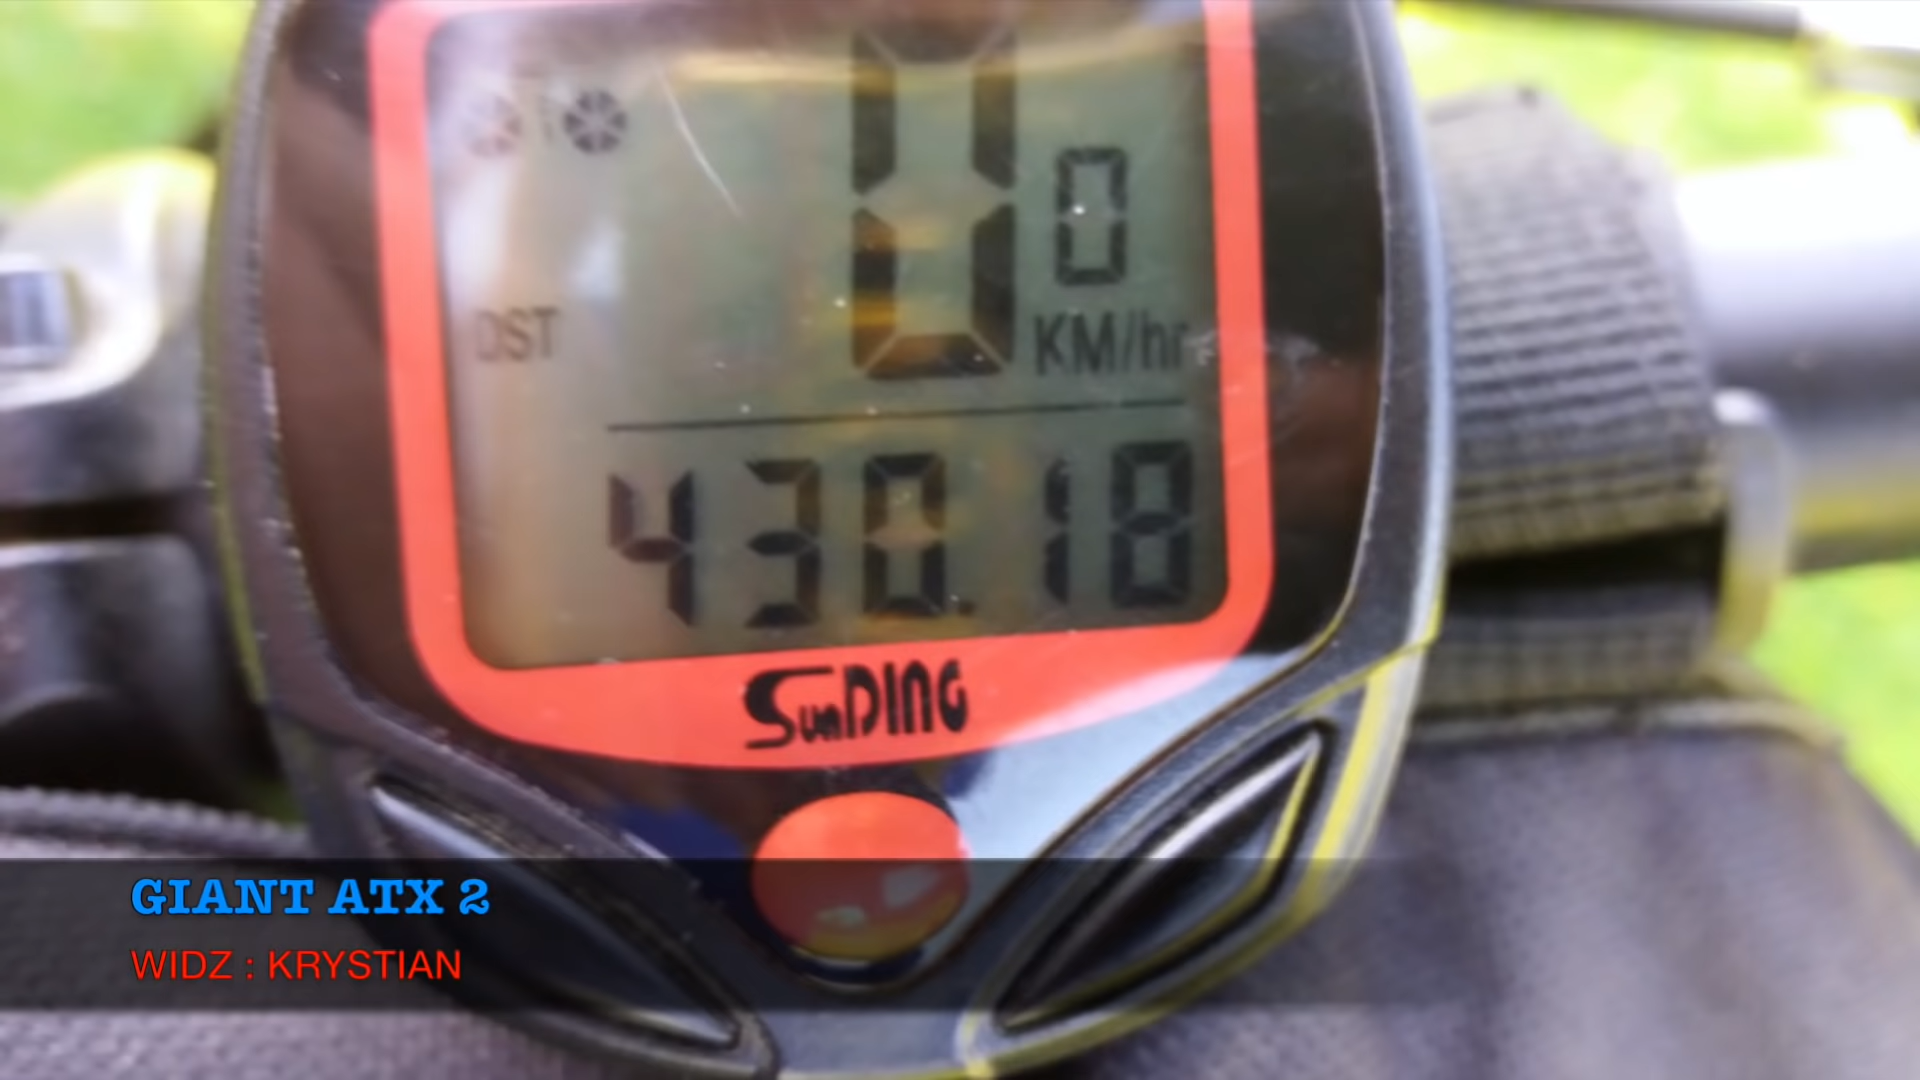 0
0
KM/hr
DST
430.18
SunDING
GIANT ATX 2
WIDZ : KRYSTIAN